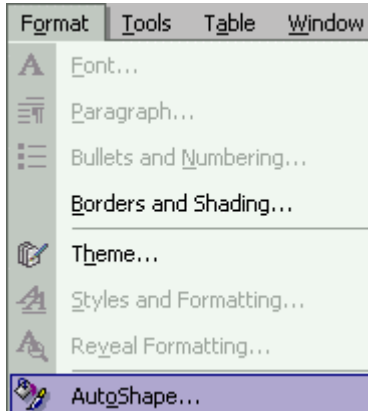 Format Tools Table Window
Font...
Paragraph...
Bullets and Numbering...
Borders and Shading...
Theme...
Styles and Formatting...
Reveal Formatting...
AutoShape...